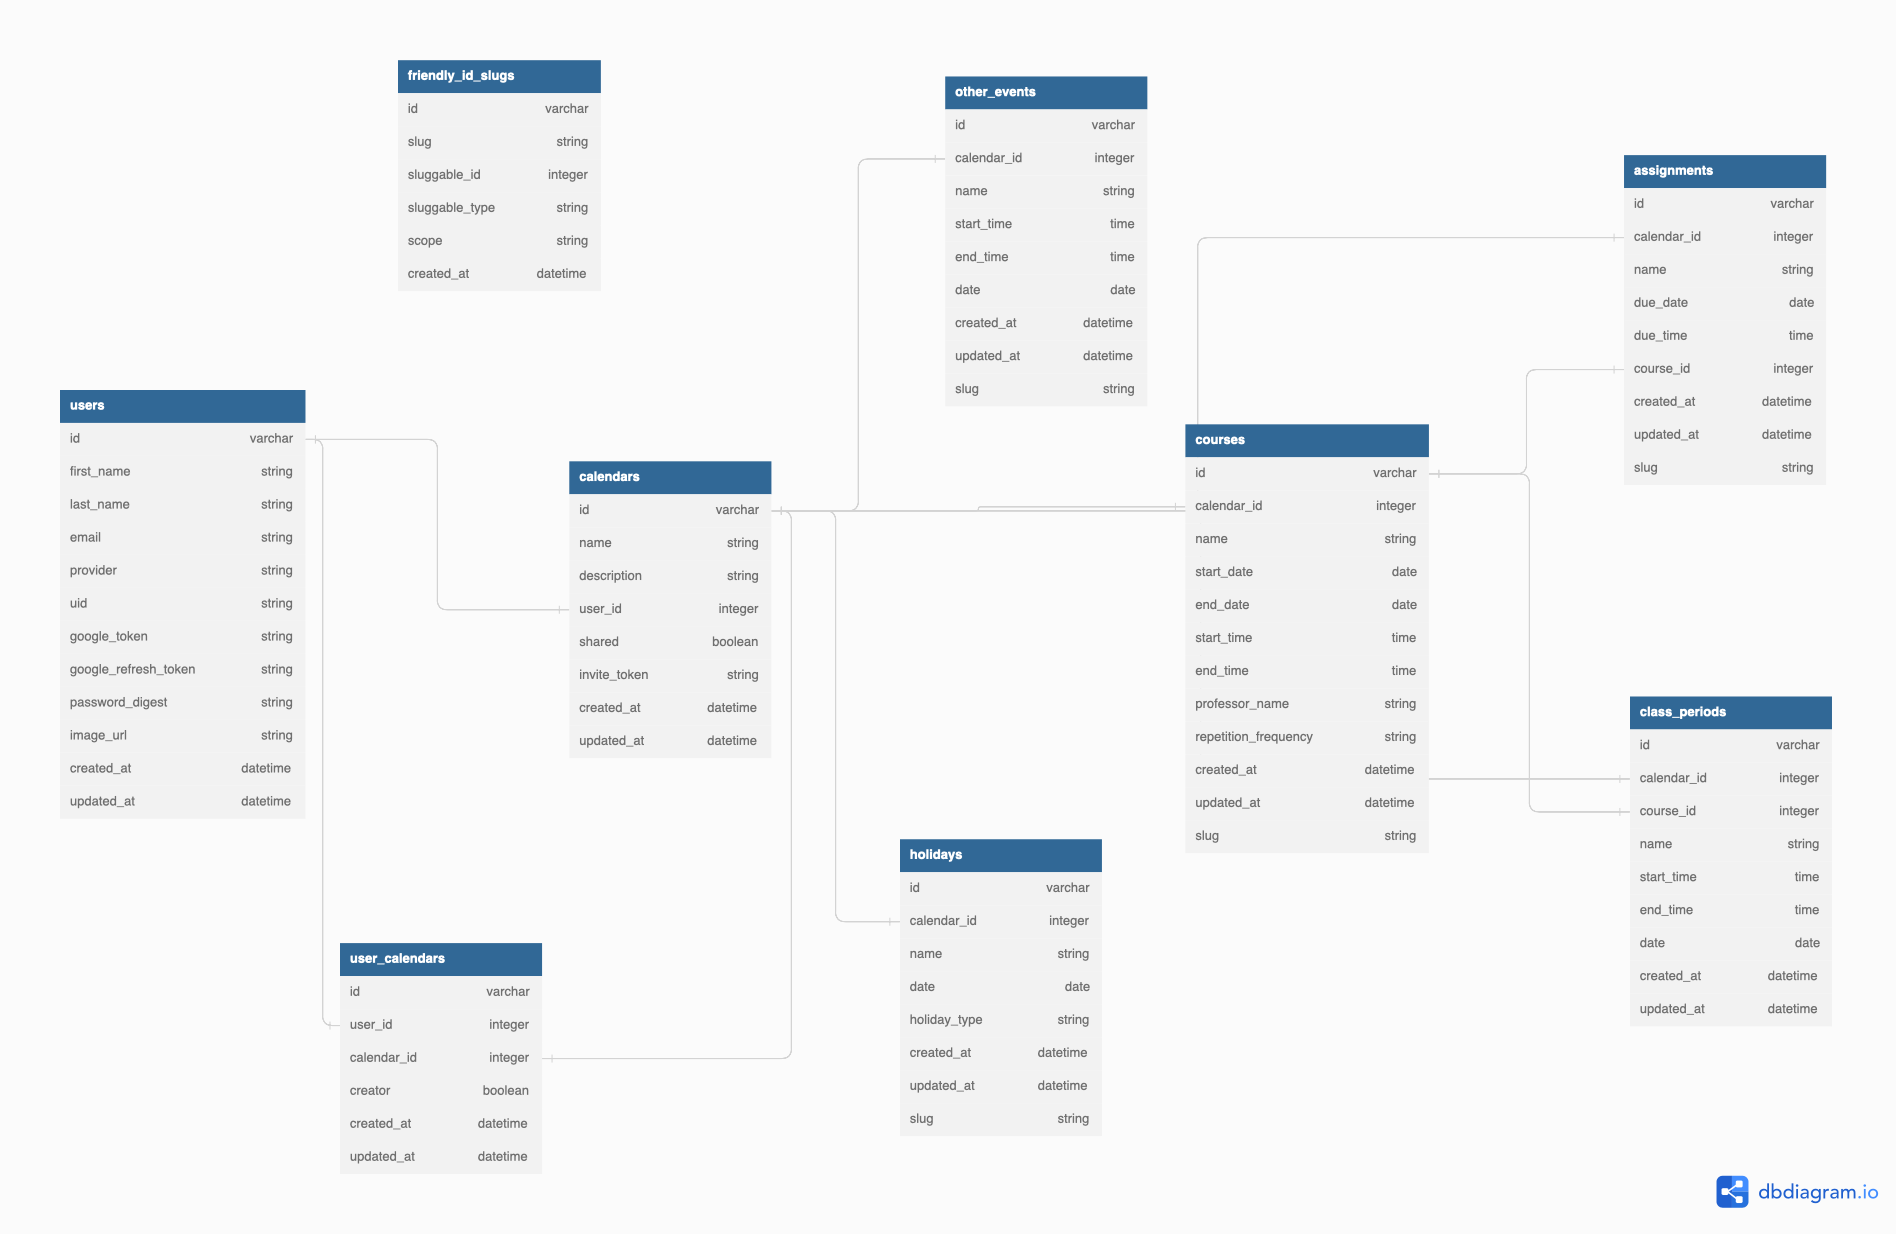 friendly_id_slugs
id varchar
slug string
sluggable_id integer
sluggable_type string
scope string
created_at datetime
other_events
id varchar
calendar_id integer
name string
start_time time
end_time time
date date
created_at datetime
updated_at datetime
slug string
assignments
id varchar
calendar_id integer
name string
due_date date
due_time time
course_id integer
created_at datetime
updated_at datetime
slug string
users
id varchar
first_name string
last_name string
email string
provider string
uid string
google_token string
google_refresh_token string
password_digest string
image_url string
created_at datetime
updated_at datetime
calendars
id varchar
name string
description string
user_id integer
shared boolean
invite_token string
created_at datetime
updated_at datetime
courses
id varchar
calendar_id integer
name string
start_date date
end_date date
start_time time
end_time time
professor_name string
repetition_frequency string
created_at datetime
updated_at datetime
slug string
class_periods
id varchar
calendar_id integer
course_id integer
name string
start_time time
end_time time
date date
created_at datetime
updated_at datetime
holidays
id varchar
calendar_id integer
name string
date date
holiday_type string
created_at datetime
updated_at datetime
slug string
user_calendars
id varchar
user_id integer
calendar_id integer
creator boolean
created_at datetime
updated_at datetime
dbdiagram.io